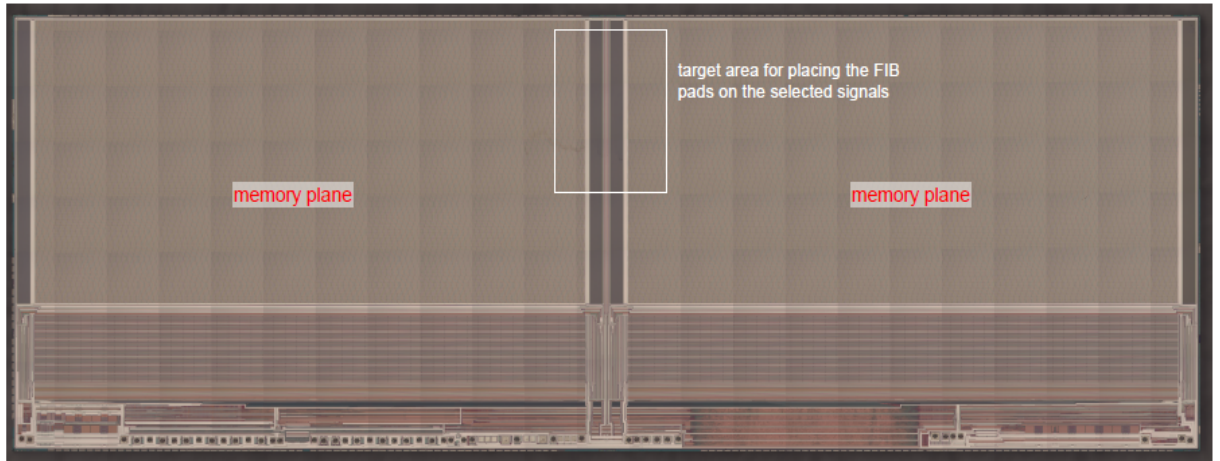 target area for placing the FIB
pads on the selected signals
memory plane
memory plane